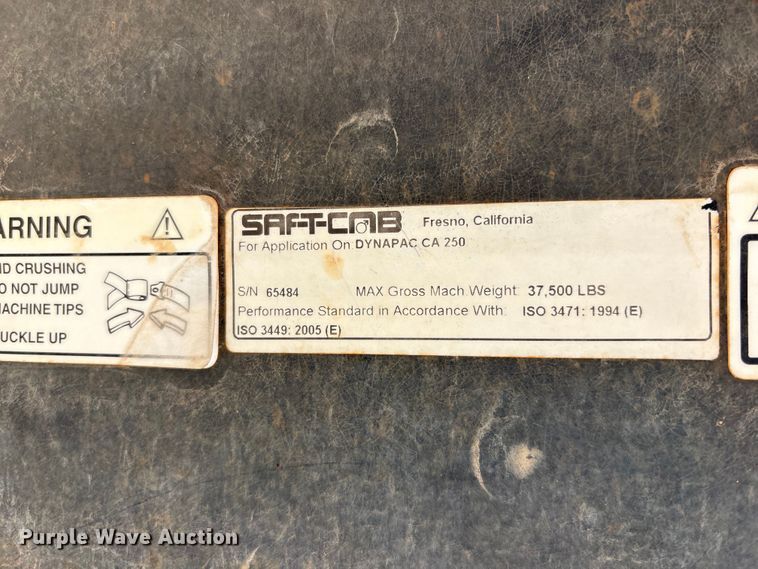 ARNING
ND CRUSHING
O NOT JUMP
MACHINE TIPS
UCKLE UP
SAFT-CAB Fresno, California
For Application On DYNAPAC CA 250
S/N 65484 MAX Gross Mach.Weight: 37,500 LBS
Performance Standard in Accordance With: ISO 3471: 1994 (E)
ISO 3449: 2005 (E)
Purple Wave Auction